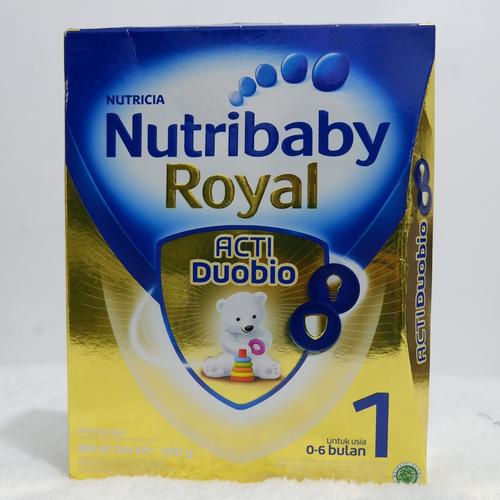 NUTRICIA
Nutribaby
Royal
ACTI
Duobio
ACTI Duobio
1
Untuk usia
0-6 bulan